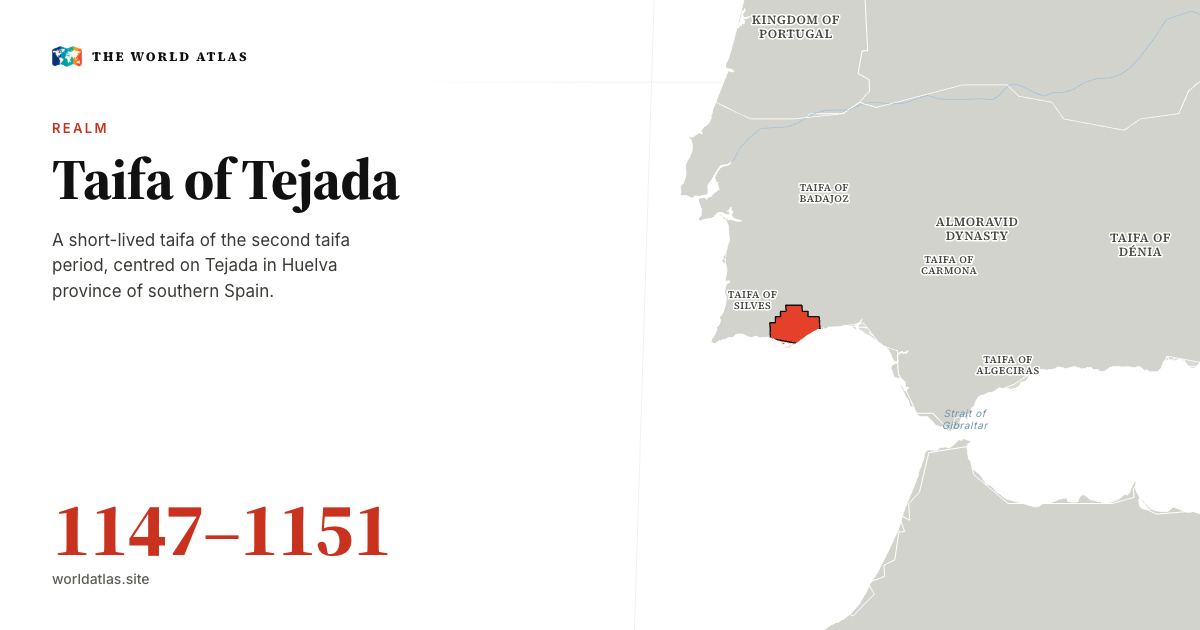 THE WORLD ATLAS
REALM
Taifa of Tejada
A short-lived taifa of the second taifa
period, centred on Tejada in Huelva
province of southern Spain.
1147–1151
worldatlas.site
KINGDOM OF
PORTUGAL
TAIFA OF
BADAJOZ
ALMORAVID
DYNASTY
TAIFA OF
DÉNIA
TAIFA OF
CARMONA
TAIFA OF
SILVES
TAIFA OF
ALGECIRAS
Strait of
Gibraltar